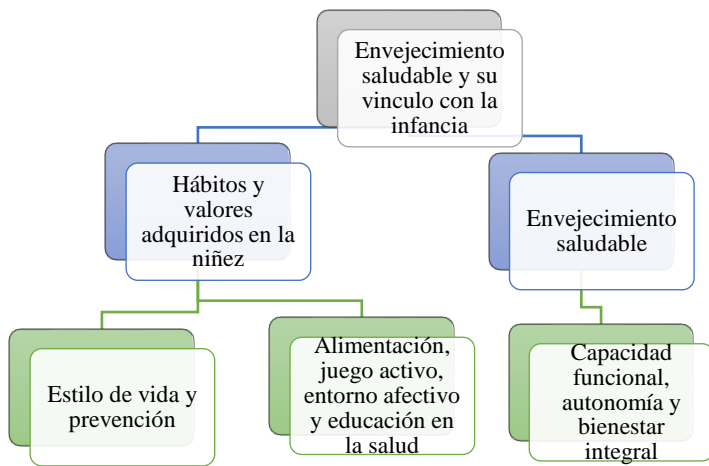 Envejecimiento
saludable y su
vinculo con la
infancia
Hábitos y
valores
adquiridos en la
niñez
Envejecimiento
saludable
Estilo de vida y
prevención
Alimentación,
juego activo,
entorno afectivo
y educación en
la salud
Capacidad
funcional,
autonomía y
bienestar
integral